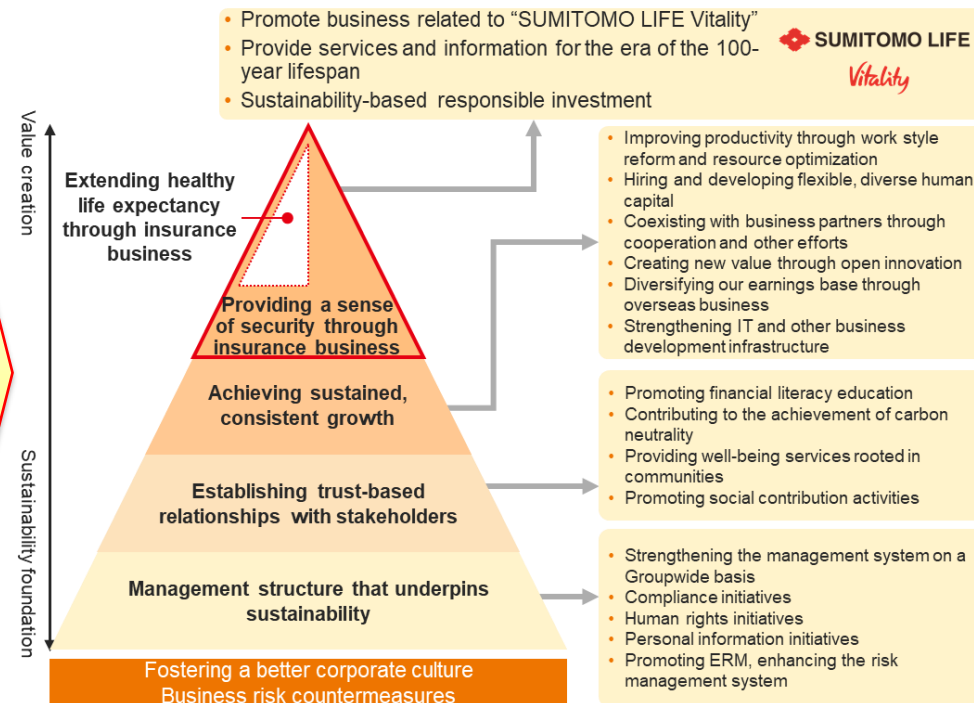 • Promote business related to “SUMITOMO LIFE Vitality”
• Provide services and information for the era of the 100-
year lifespan
• Sustainability-based responsible investment
SUMITOMO LIFE
Vitality
Value creation
Sustainability foundation
Extending healthy
life expectancy
through insurance
business
Providing a sense
of security through
insurance business
Achieving sustained,
consistent growth
Establishing trust-based
relationships with stakeholders
Management structure that underpins
sustainability
Fostering a better corporate culture
Business risk countermeasures
• Improving productivity through work style
reform and resource optimization
• Hiring and developing flexible, diverse human
capital
• Coexisting with business partners through
cooperation and other efforts
• Creating new value through open innovation
• Diversifying our earnings base through
overseas business
• Strengthening IT and other business
development infrastructure
• Promoting financial literacy education
• Contributing to the achievement of carbon
neutrality
• Providing well-being services rooted in
communities
• Promoting social contribution activities
• Strengthening the management system on a
Groupwide basis
• Compliance initiatives
• Human rights initiatives
• Personal information initiatives
• Promoting ERM, enhancing the risk
management system